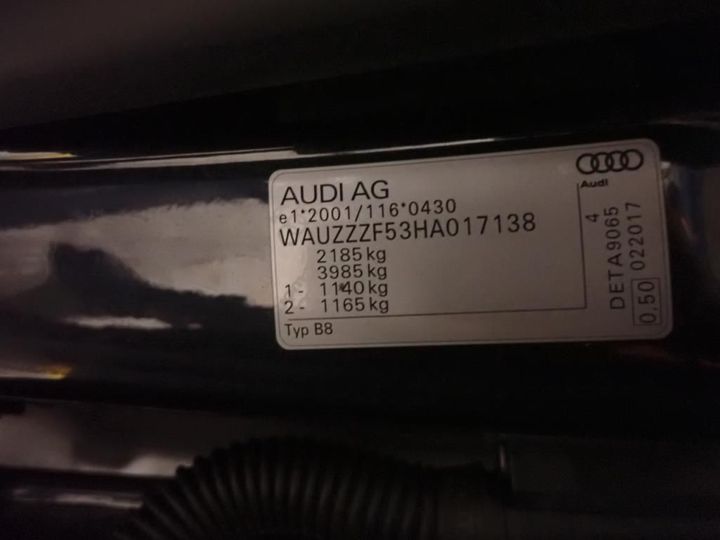 AUDI AG
e1*2001/116*0430
WAUZZZF53HA017138
2185 kg
3985 kg
1 - 1140 kg
2 - 1165 kg
Typ B8
Audi
4
DETA9065
022017
0,50